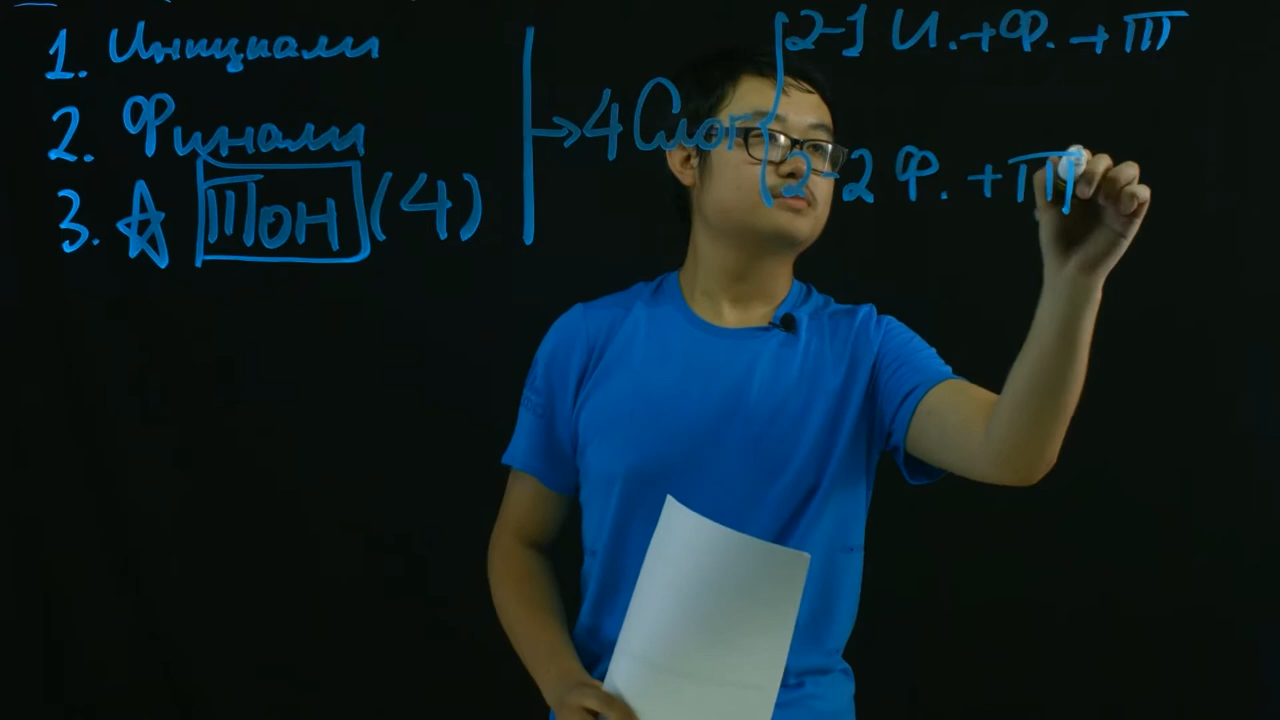 1. Инициали
2. Финали
3. ☆ Тон (4)
→ 4 Слог
2-1 И. + Ф. + Т
2-2 Ф. + Т